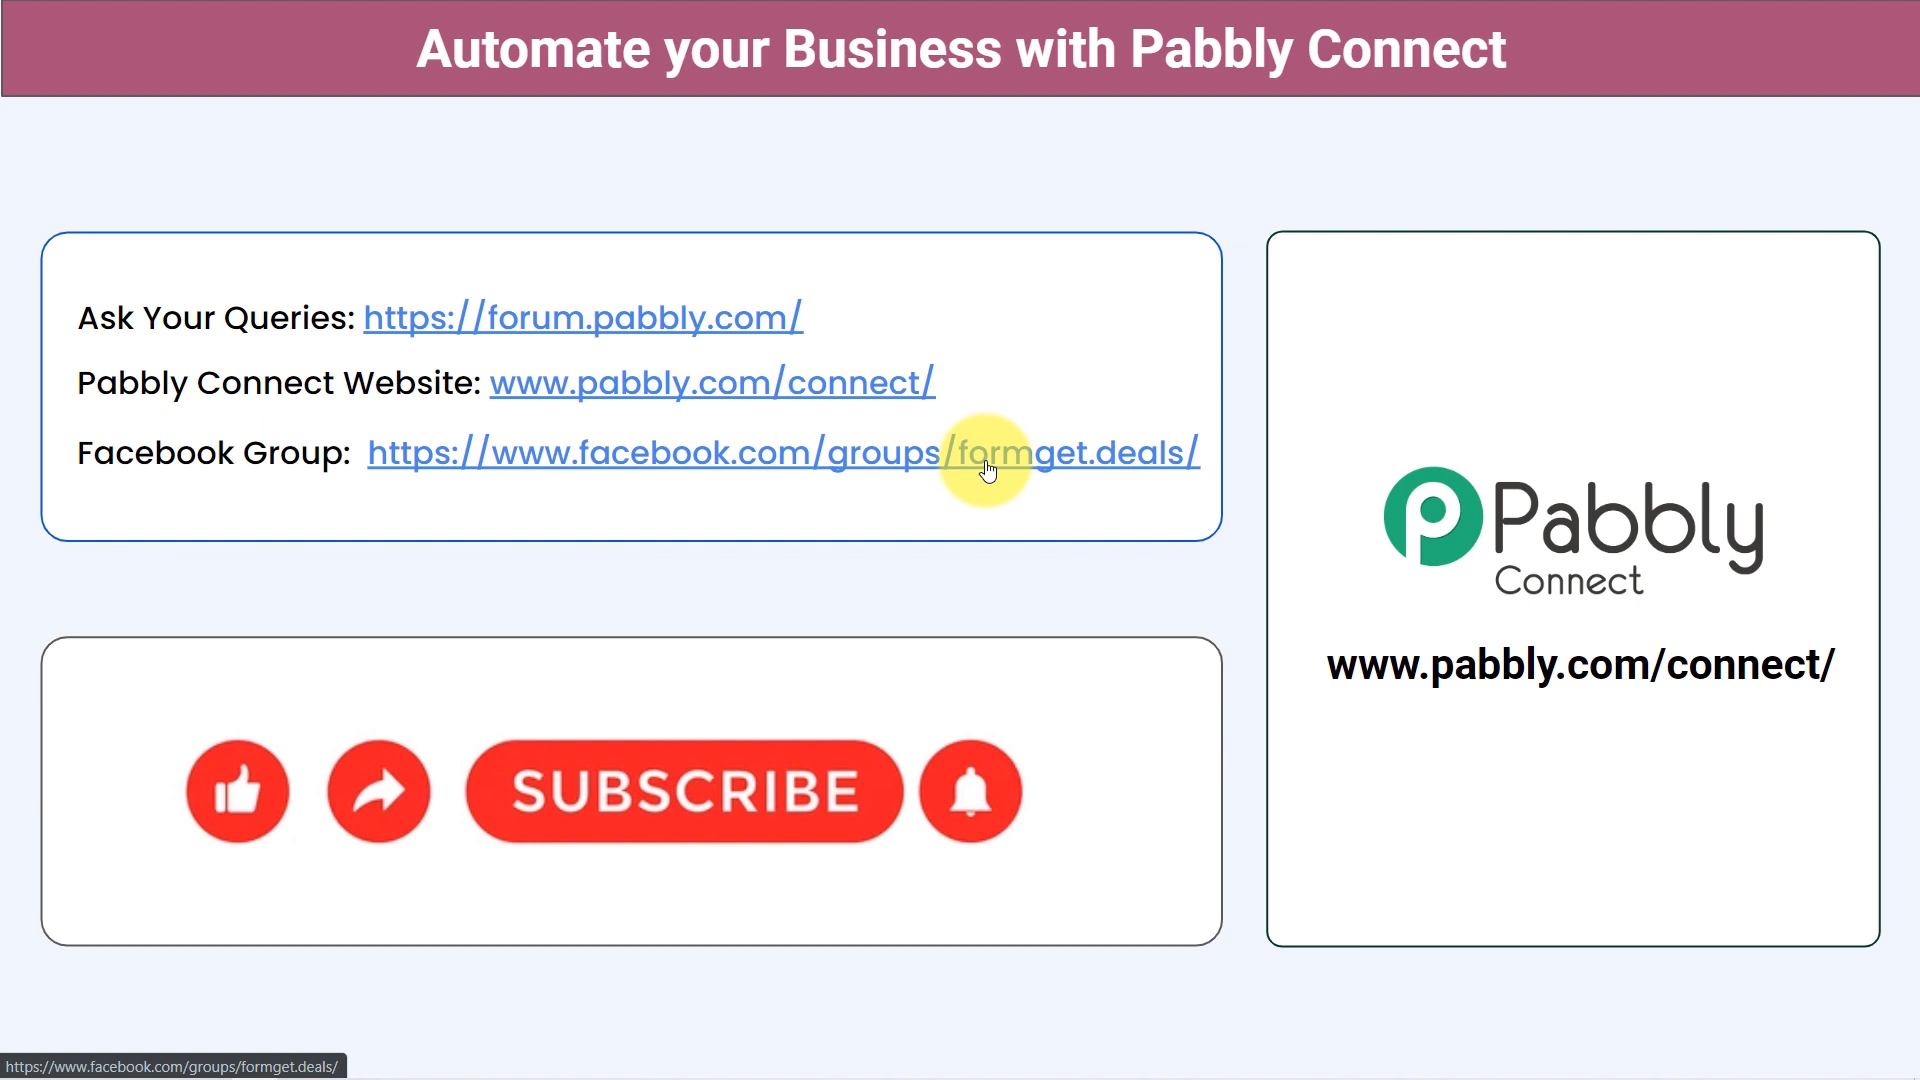 Automate your Business with Pabbly Connect
Ask Your Queries: https://forum.pabbly.com/
Pabbly Connect Website: www.pabbly.com/connect/
Facebook Group: https://www.facebook.com/groups/formget.deals/
Pabbly
Connect
www.pabbly.com/connect/
SUBSCRIBE
https://www.facebook.com/groups/formget.deals/